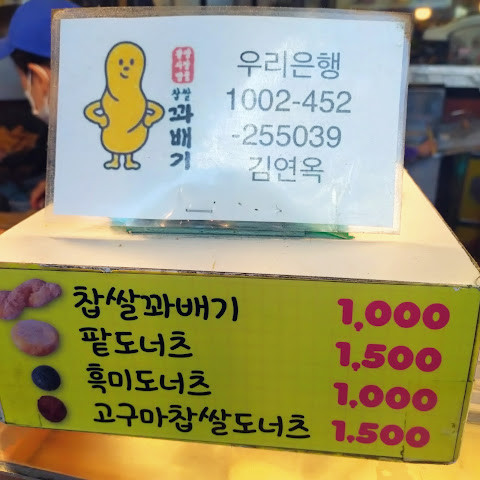 우리은행
1002-452
-255039
김연옥
찹쌀
꽈배기
찹쌀꽈배기 1,000
팥도너츠 1,500
흑미도너츠 1,000
고구마찹쌀도너츠 1,500